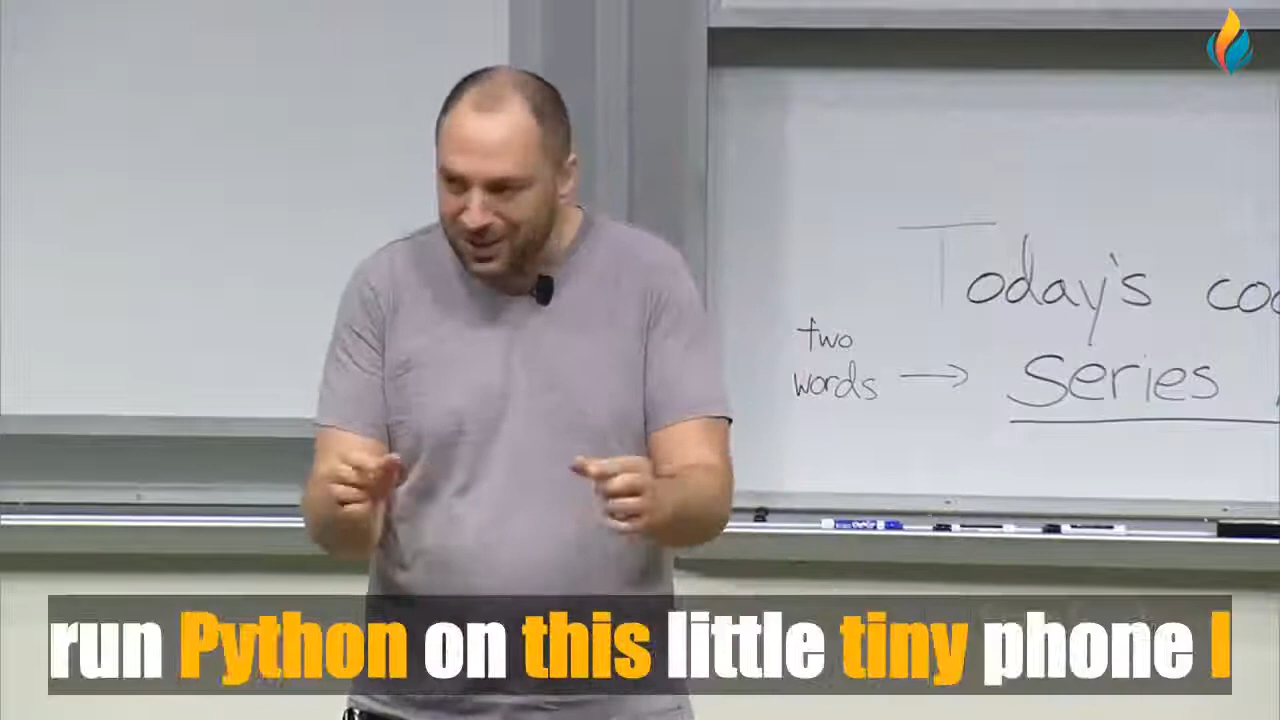 Today's
two
words → Series
run Python on this little tiny phone I